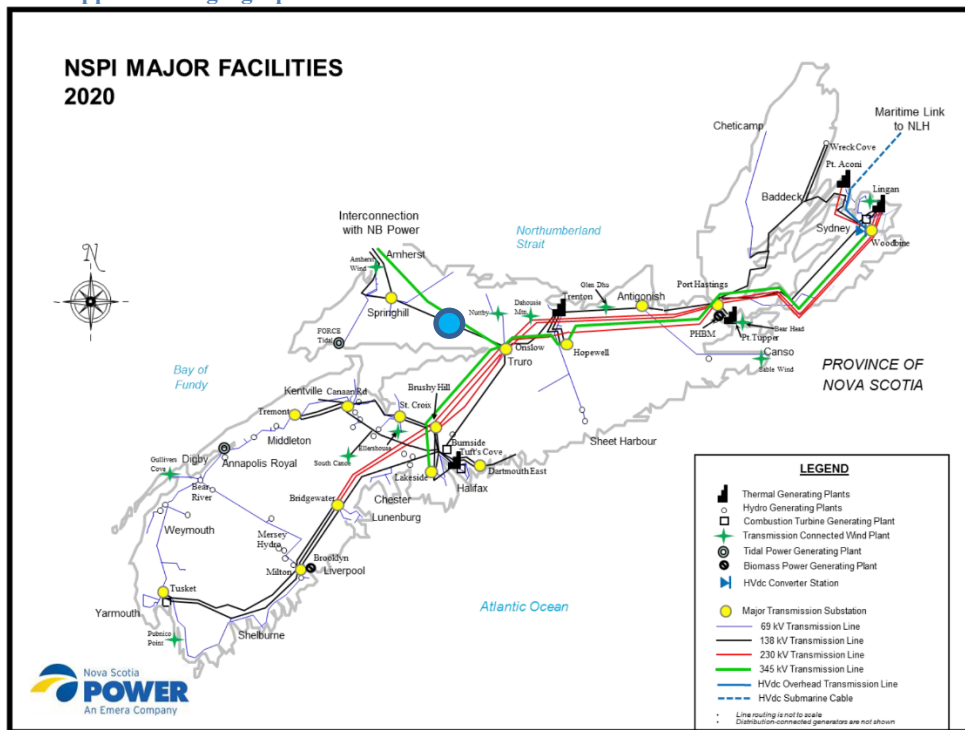 NSPI MAJOR FACILITIES
2020
Maritime Link
to NLH
Cheticamp
Wreck Cove
Pt. Aconi
Lingan
Baddeck
Sydney
Woodbine
Interconnection
with NB Power
Northumberland
Strait
Amherst
Amherst
Wind
Glen Dhu
Port Hastings
Trenton
Antigonish
Dalhousie
Mtn
Nuttby
Springhill
FORCE
Tidal
Onslow
Truro
Hopewell
PHBM
Pt.Tupper
Bear Head
Canso
Sable Wind
PROVINCE OF
NOVA SCOTIA
Bay of
Fundy
Brushy Hill
Kentville
Canaan Rd
St. Croix
Tremont
Middleton
Sheet Harbour
Burnside
Tuft's Cove
Ellershouse
South Canoe
Dartmouth East
Digby
Annapolis Royal
Gullivers
Cove
Lakeside
Halifax
Bear
River
Chester
Bridgewater
Lunenburg
Weymouth
Mersey
Hydro
Brooklyn
Milton
Liverpool
Tusket
Yarmouth
Shelburne
Pubnico
Point
Atlantic Ocean
N
LEGEND
Thermal Generating Plants
Hydro Generating Plants
Combustion Turbine Generating Plant
Transmission Connected Wind Plant
Tidal Power Generating Plant
Biomass Power Generating Plant
HVdc Converter Station
Major Transmission Substation
69 kV Transmission Line
138 kV Transmission Line
230 kV Transmission Line
345 kV Transmission Line
HVdc Overhead Transmission Line
HVdc Submarine Cable
• Line routing is not to scale
• Distribution-connected generators are not shown
Nova Scotia
POWER
An Emera Company